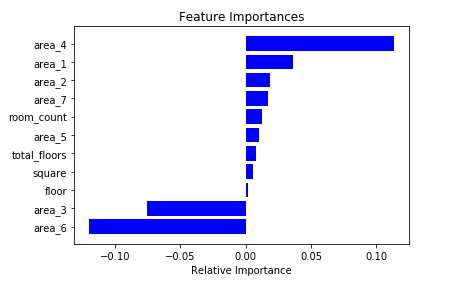 Feature Importances
area_4
area_1
area_2
area_7
room_count
area_5
total_floors
square
floor
area_3
area_6
−0.10
−0.05
0.00
0.05
0.10
Relative Importance